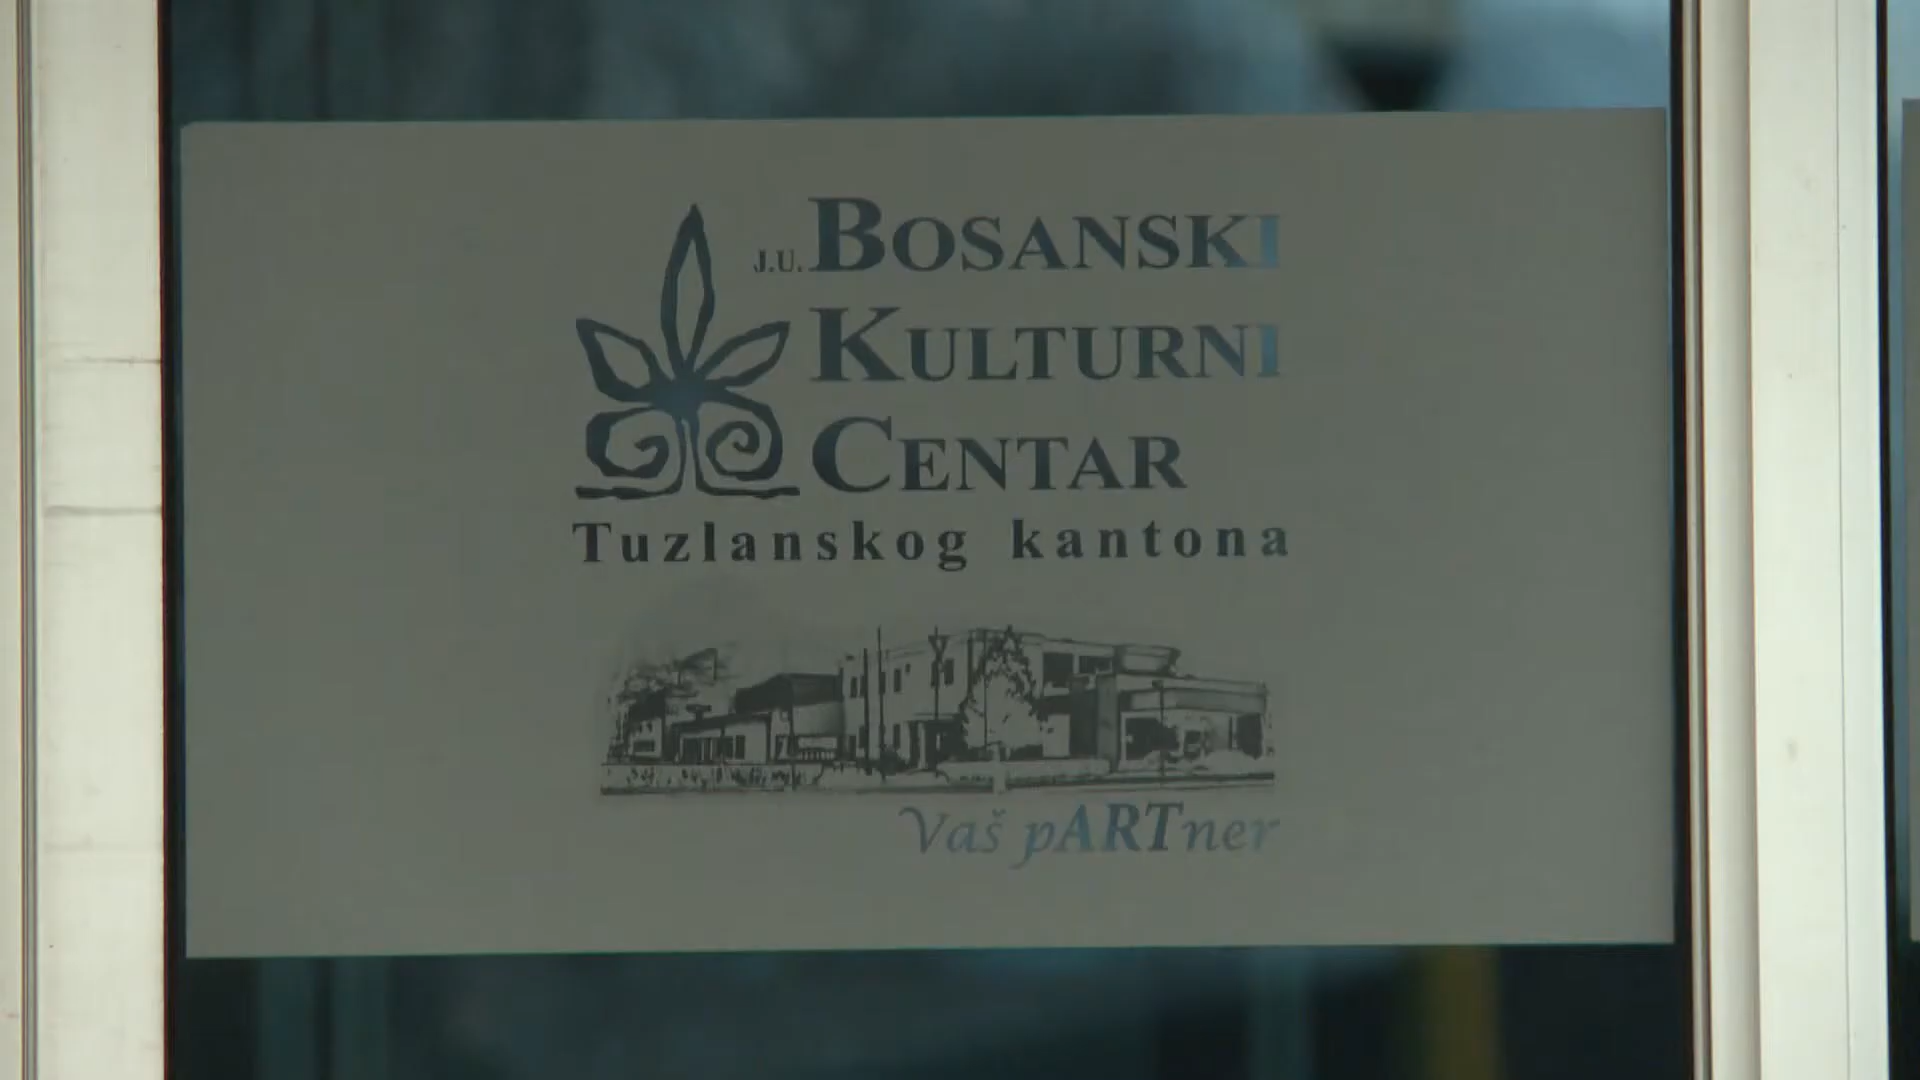 J.U. BOSANSKI
KULTURNI
CENTAR
Tuzlanskog kantona
Vaš pARTner